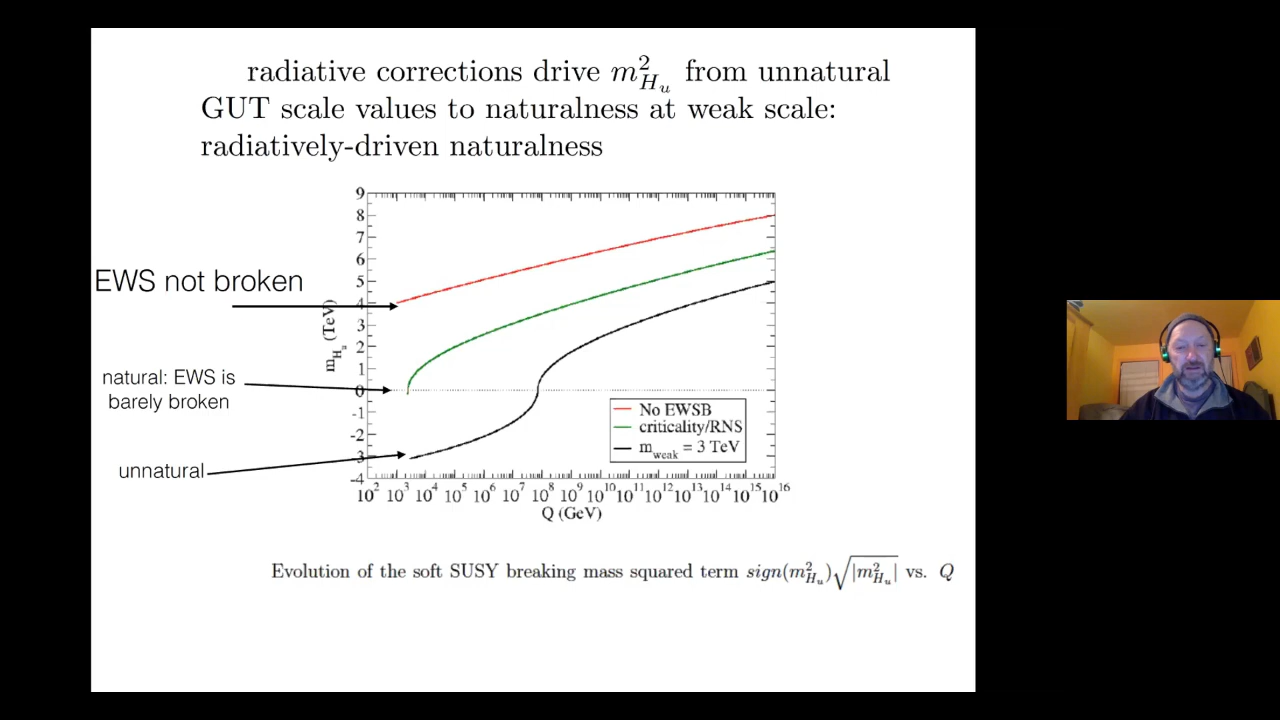 radiative corrections drive $m^2_{H_u}$ from unnatural
GUT scale values to naturalness at weak scale:
radiatively-driven naturalness
9
8
7
6
5
4
3
2
1
0
-1
-2
-3
-4
m_{H_u} (TeV)
EWS not broken
natural: EWS is
barely broken
unnatural
No EWSB
criticality/RNS
m_{weak} = 3 TeV
10^2 10^3 10^4 10^5 10^6 10^7 10^8 10^9 10^{10} 10^{11} 10^{12} 10^{13} 10^{14} 10^{15} 10^{16}
Q (GeV)
Evolution of the soft SUSY breaking mass squared term $sign(m^2_{H_u})\sqrt{|m^2_{H_u}|}$ vs. Q